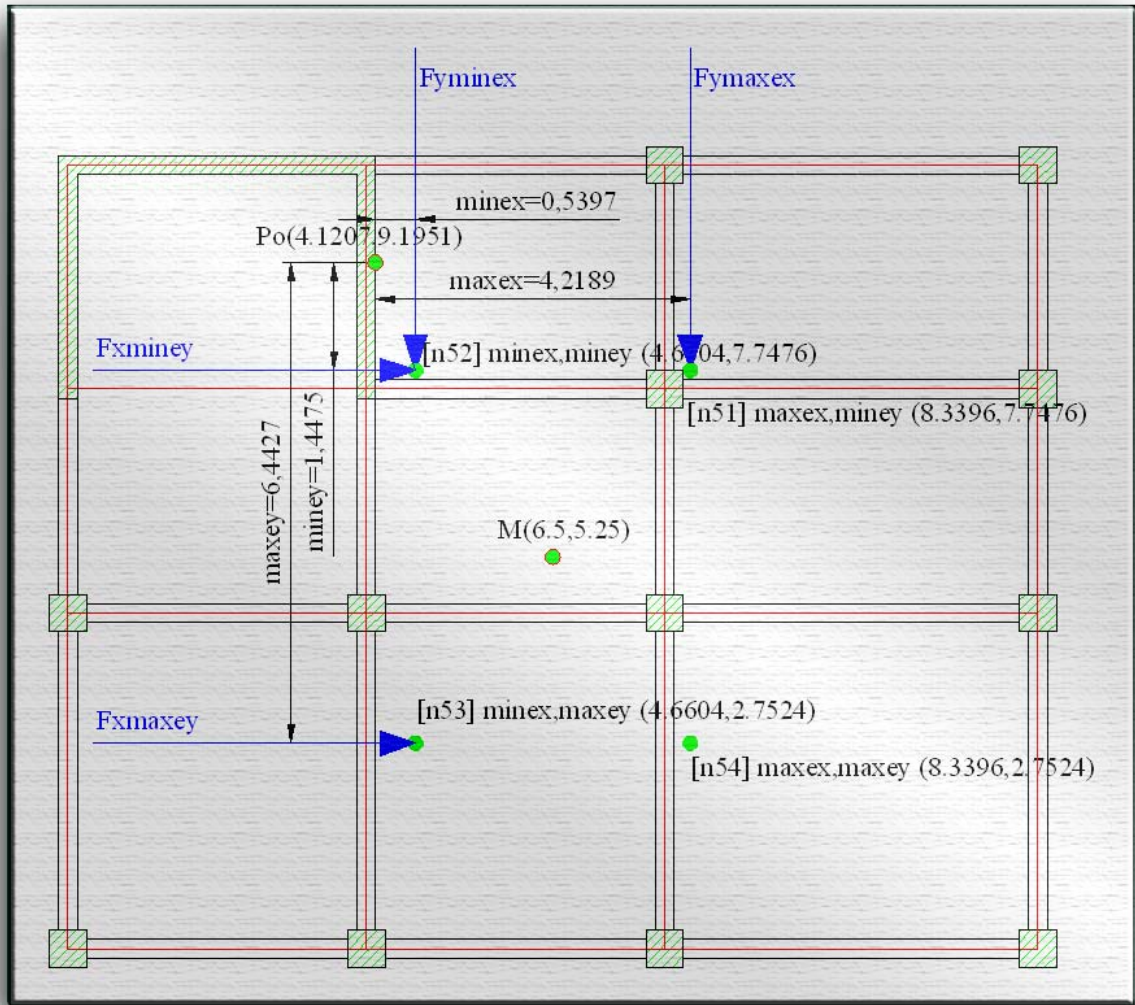 Fyminex
Fymaxex
minex=0,5397
Po(4.1207,9.1951)
maxex=4,2189
Fxminey
[n52] minex,miney (4.6604,7.7476)
[n51] maxex,miney (8.3396,7.7476)
maxey=6,4427
miney=1,4475
M(6.5,5.25)
Fxmaxey
[n53] minex,maxey (4.6604,2.7524)
[n54] maxex,maxey (8.3396,2.7524)